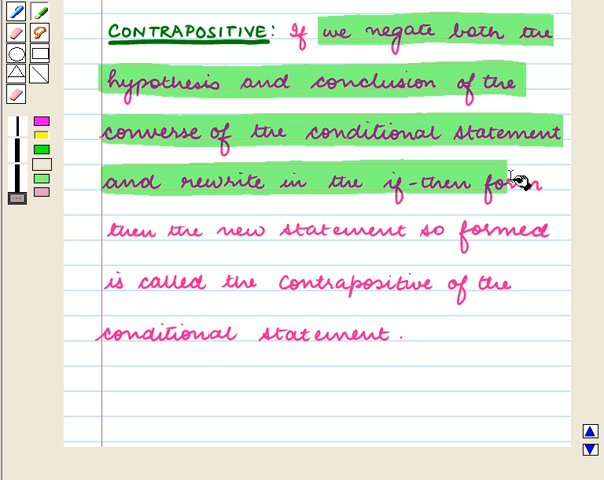 CONTRAPOSITIVE: If we negate both the
hypothesis and conclusion of the
converse of the conditional statement
and rewrite in the if-then form
then the new statement so formed
is called the Contrapositive of the
conditional statement.